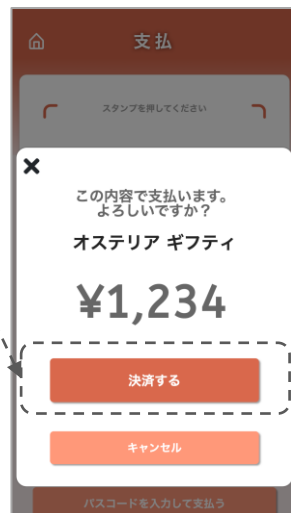 支払
スタンプを押してください
この内容で支払います。
よろしいですか？
オステリア ギフティ
¥1,234
決済する
キャンセル
パスコードを入力して支払う